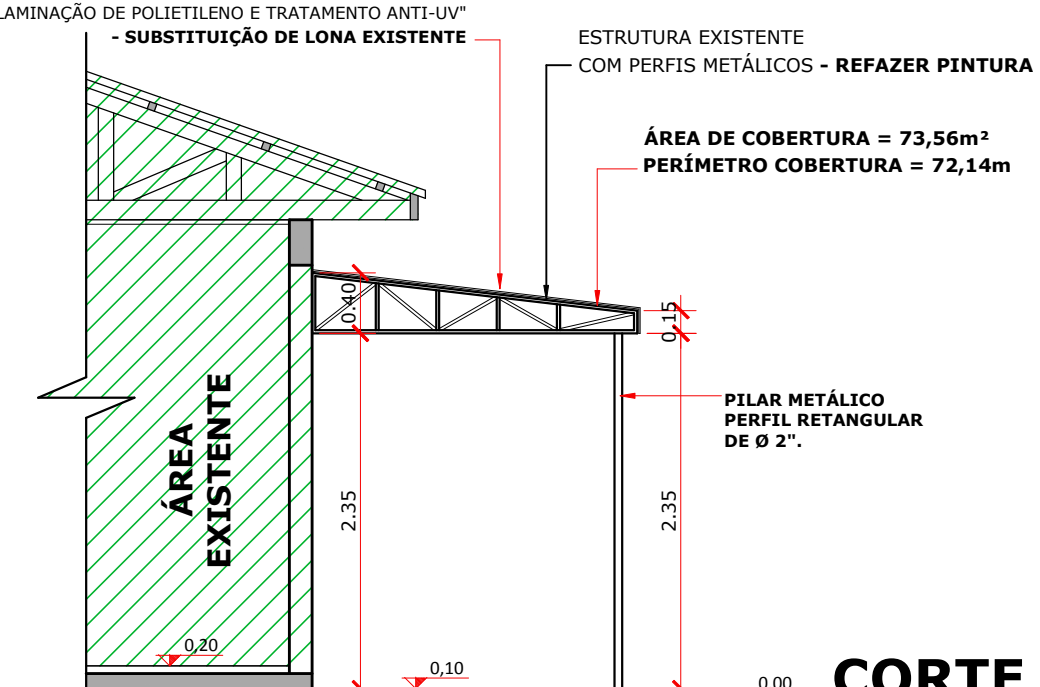 LAMINAÇÃO DE POLIETILENO E TRATAMENTO ANTI-UV"
- SUBSTITUIÇÃO DE LONA EXISTENTE
ESTRUTURA EXISTENTE
COM PERFIS METÁLICOS - REFAZER PINTURA
ÁREA DE COBERTURA = 73,56m²
PERÍMETRO COBERTURA = 72,14m
0.40
0,15
PILAR METÁLICO
PERFIL RETANGULAR
DE Ø 2".
ÁREA
EXISTENTE
2.35
2.35
0,20
0,10
0,00
CORTE